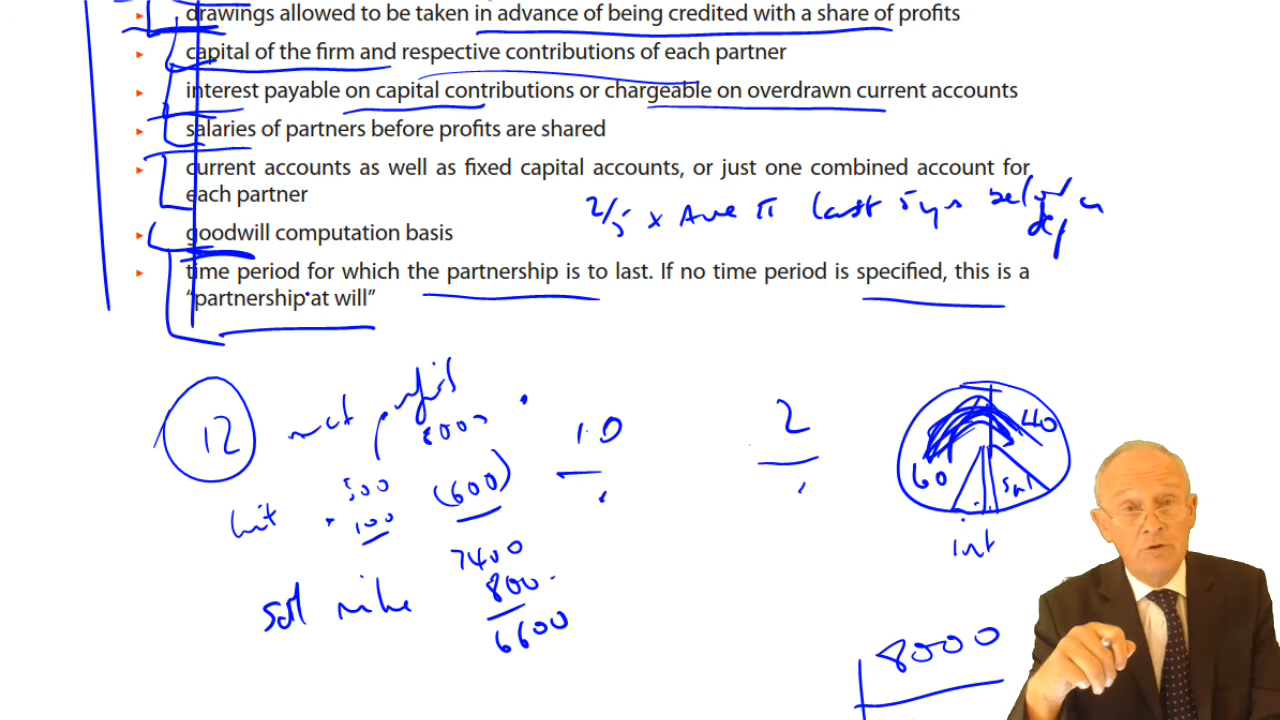 drawings allowed to be taken in advance of being credited with a share of profits
capital of the firm and respective contributions of each partner
interest payable on capital contributions or chargeable on overdrawn current accounts
salaries of partners before profits are shared
current accounts as well as fixed capital accounts, or just one combined account for
each partner
2/5 x Ave π last 5 yrs
goodwill computation basis
time period for which the partnership is to last. If no time period is specified, this is a
“partnership at will”
12 net profit 8000
10
2
40
60
sal
int
int 500
100
(600)
7400
sal mike 800
6600
8000